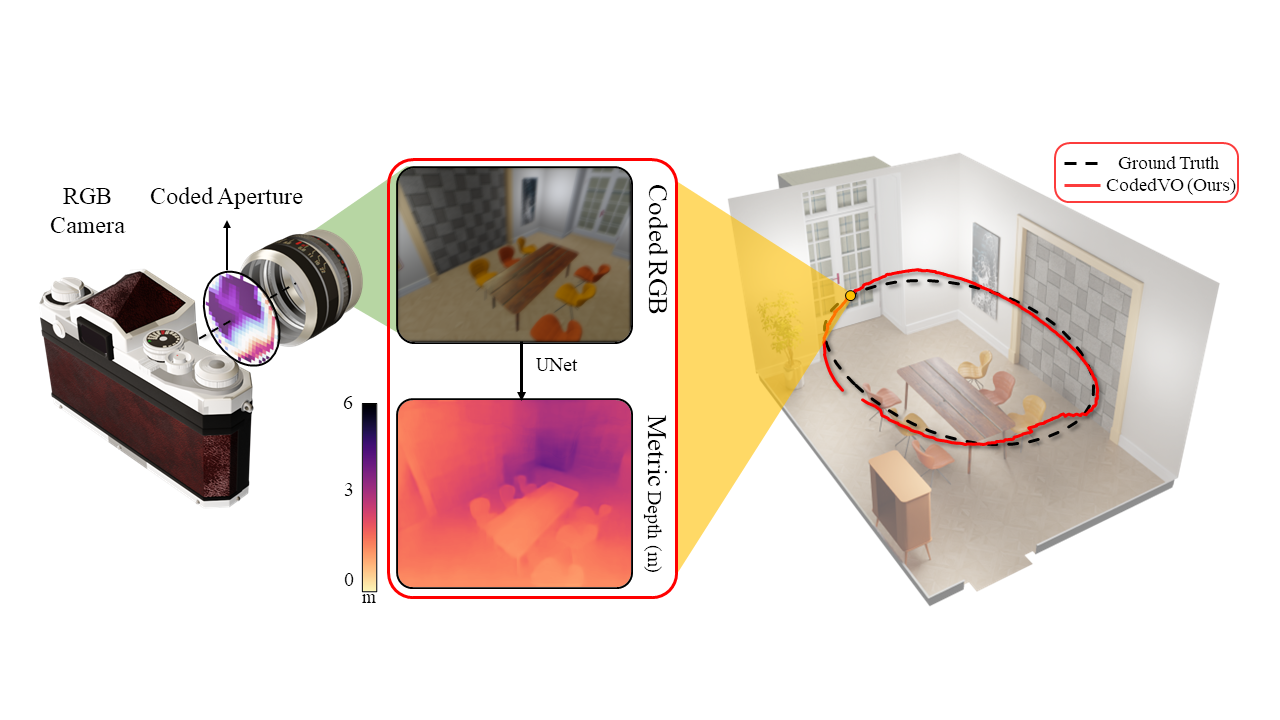 RGB
Camera
Coded Aperture
Coded RGB
UNet
Metric Depth (m)
6
3
0
m
Ground Truth
CodedVO (Ours)